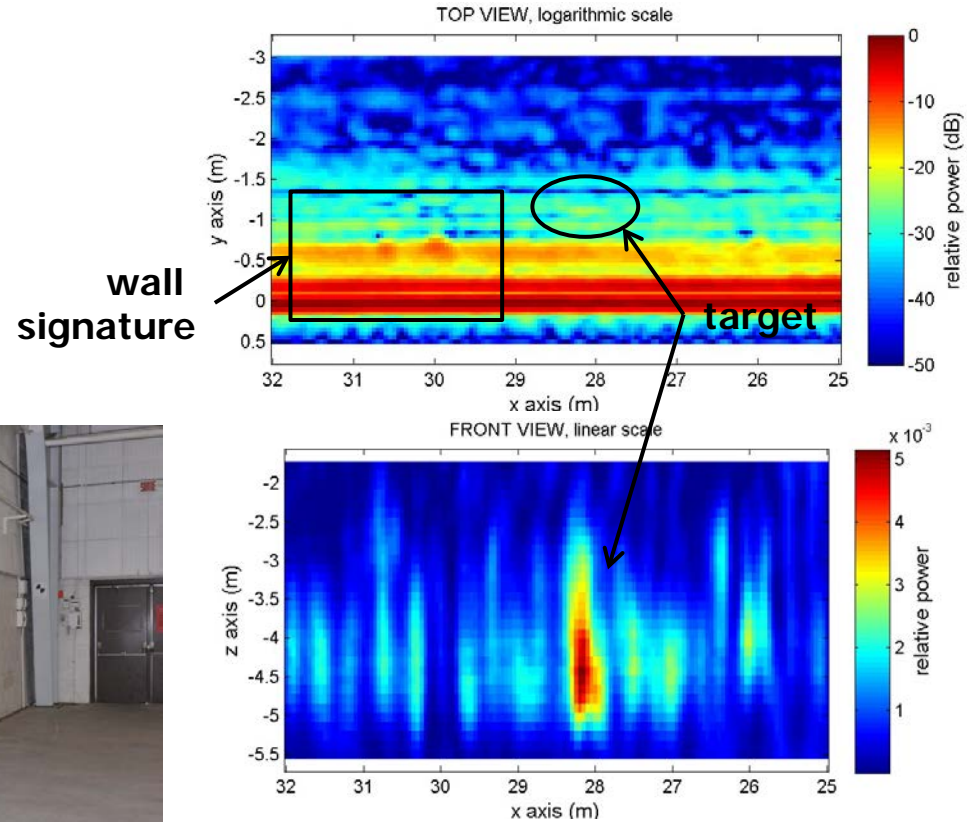 TOP VIEW, logarithmic scale
-3
-2.5
-2
-1.5
-1
-0.5
0
0.5
y axis (m)
32 31 30 29 28 27 26 25
x axis (m)
0
-10
-20
-30
-40
-50
relative power (dB)
wall
signature
target
FRONT VIEW, linear scale
-2
-2.5
-3
-3.5
-4
-4.5
-5
-5.5
z axis (m)
32 31 30 29 28 27 26 25
x axis (m)
x 10-3
5
4
3
2
1
relative power